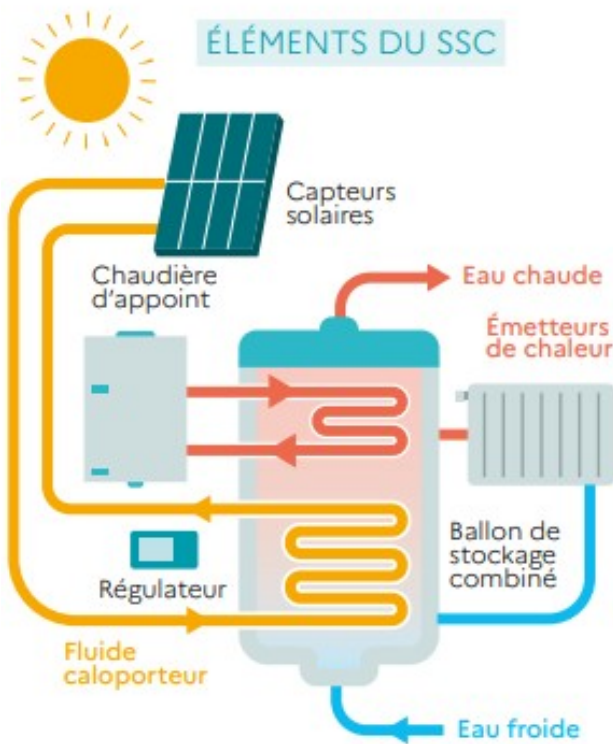 ÉLÉMENTS DU SSC
Capteurs
solaires
Chaudière
d'appoint
Eau chaude
Émetteurs
de chaleur
Régulateur
Ballon de
stockage
combiné
Fluide
caloporteur
Eau froide